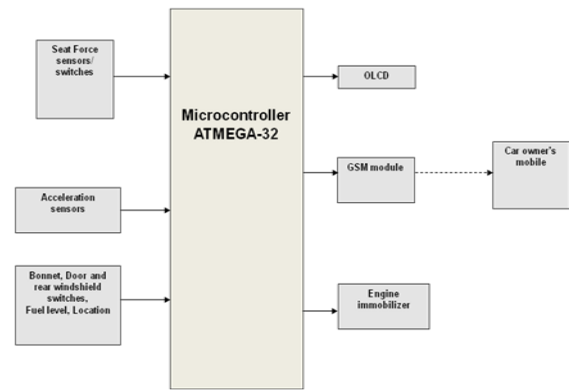 Seat Force
sensors/
switches
Microcontroller
ATMEGA-32
OLCD
GSM module
Car owner's
mobile
Acceleration
sensors
Bonnet, Door and
rear windshield
switches,
Fuel level, Location
Engine
immobilizer